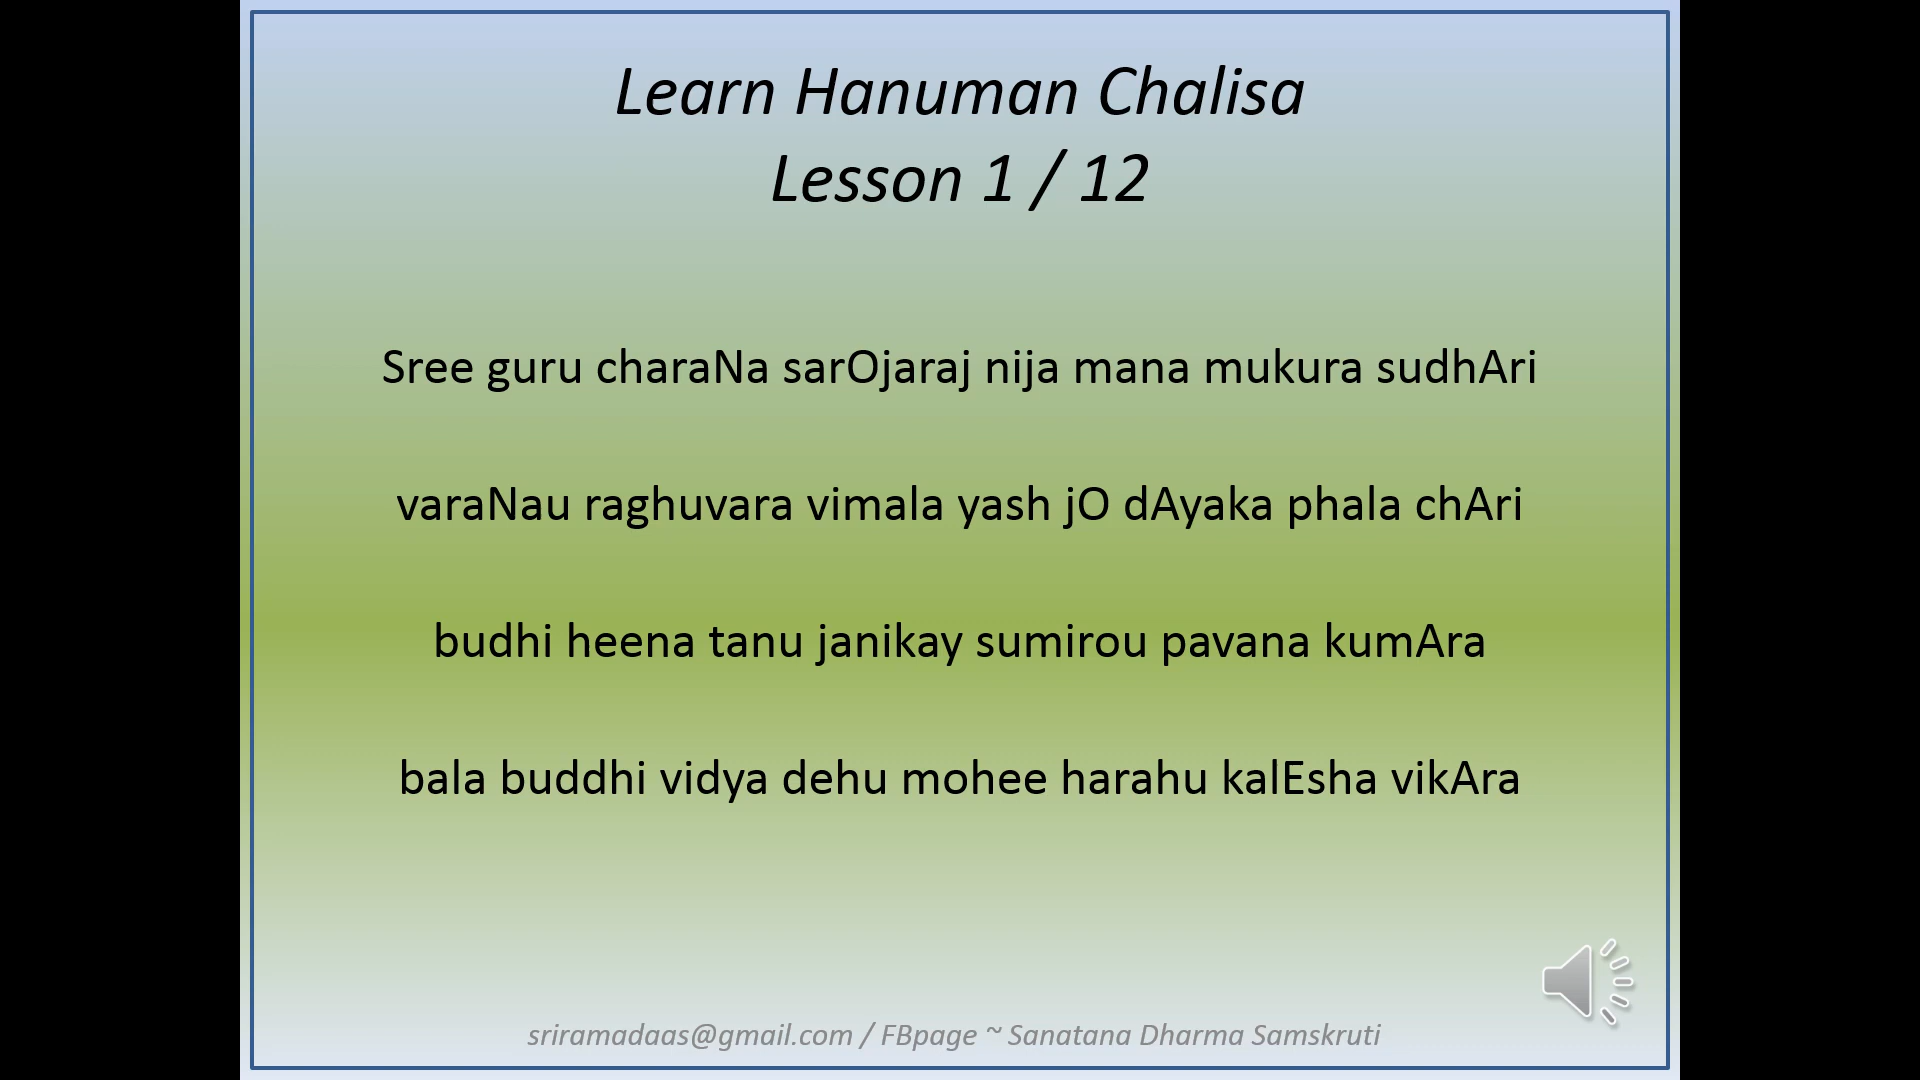 Learn Hanuman Chalisa
Lesson 1 / 12
Sree guru charaNa sarOjaraj nija mana mukura sudhAri
varaNau raghuvara vimala yash jO dAyaka phala chAri
budhi heena tanu janikay sumirou pavana kumAra
bala buddhi vidya dehu mohee harahu kalEsha vikAra
sriramadaas@gmail.com / FBpage ~ Sanatana Dharma Samskruti